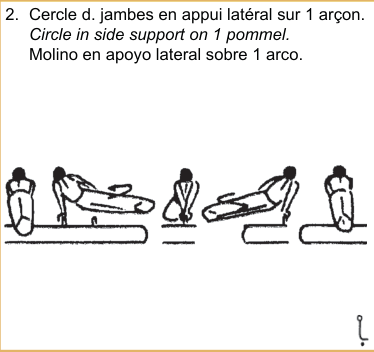 2. Cercle d. jambes en appui latéral sur 1 arçon.
Circle in side support on 1 pommel.
Molino en apoyo lateral sobre 1 arco.